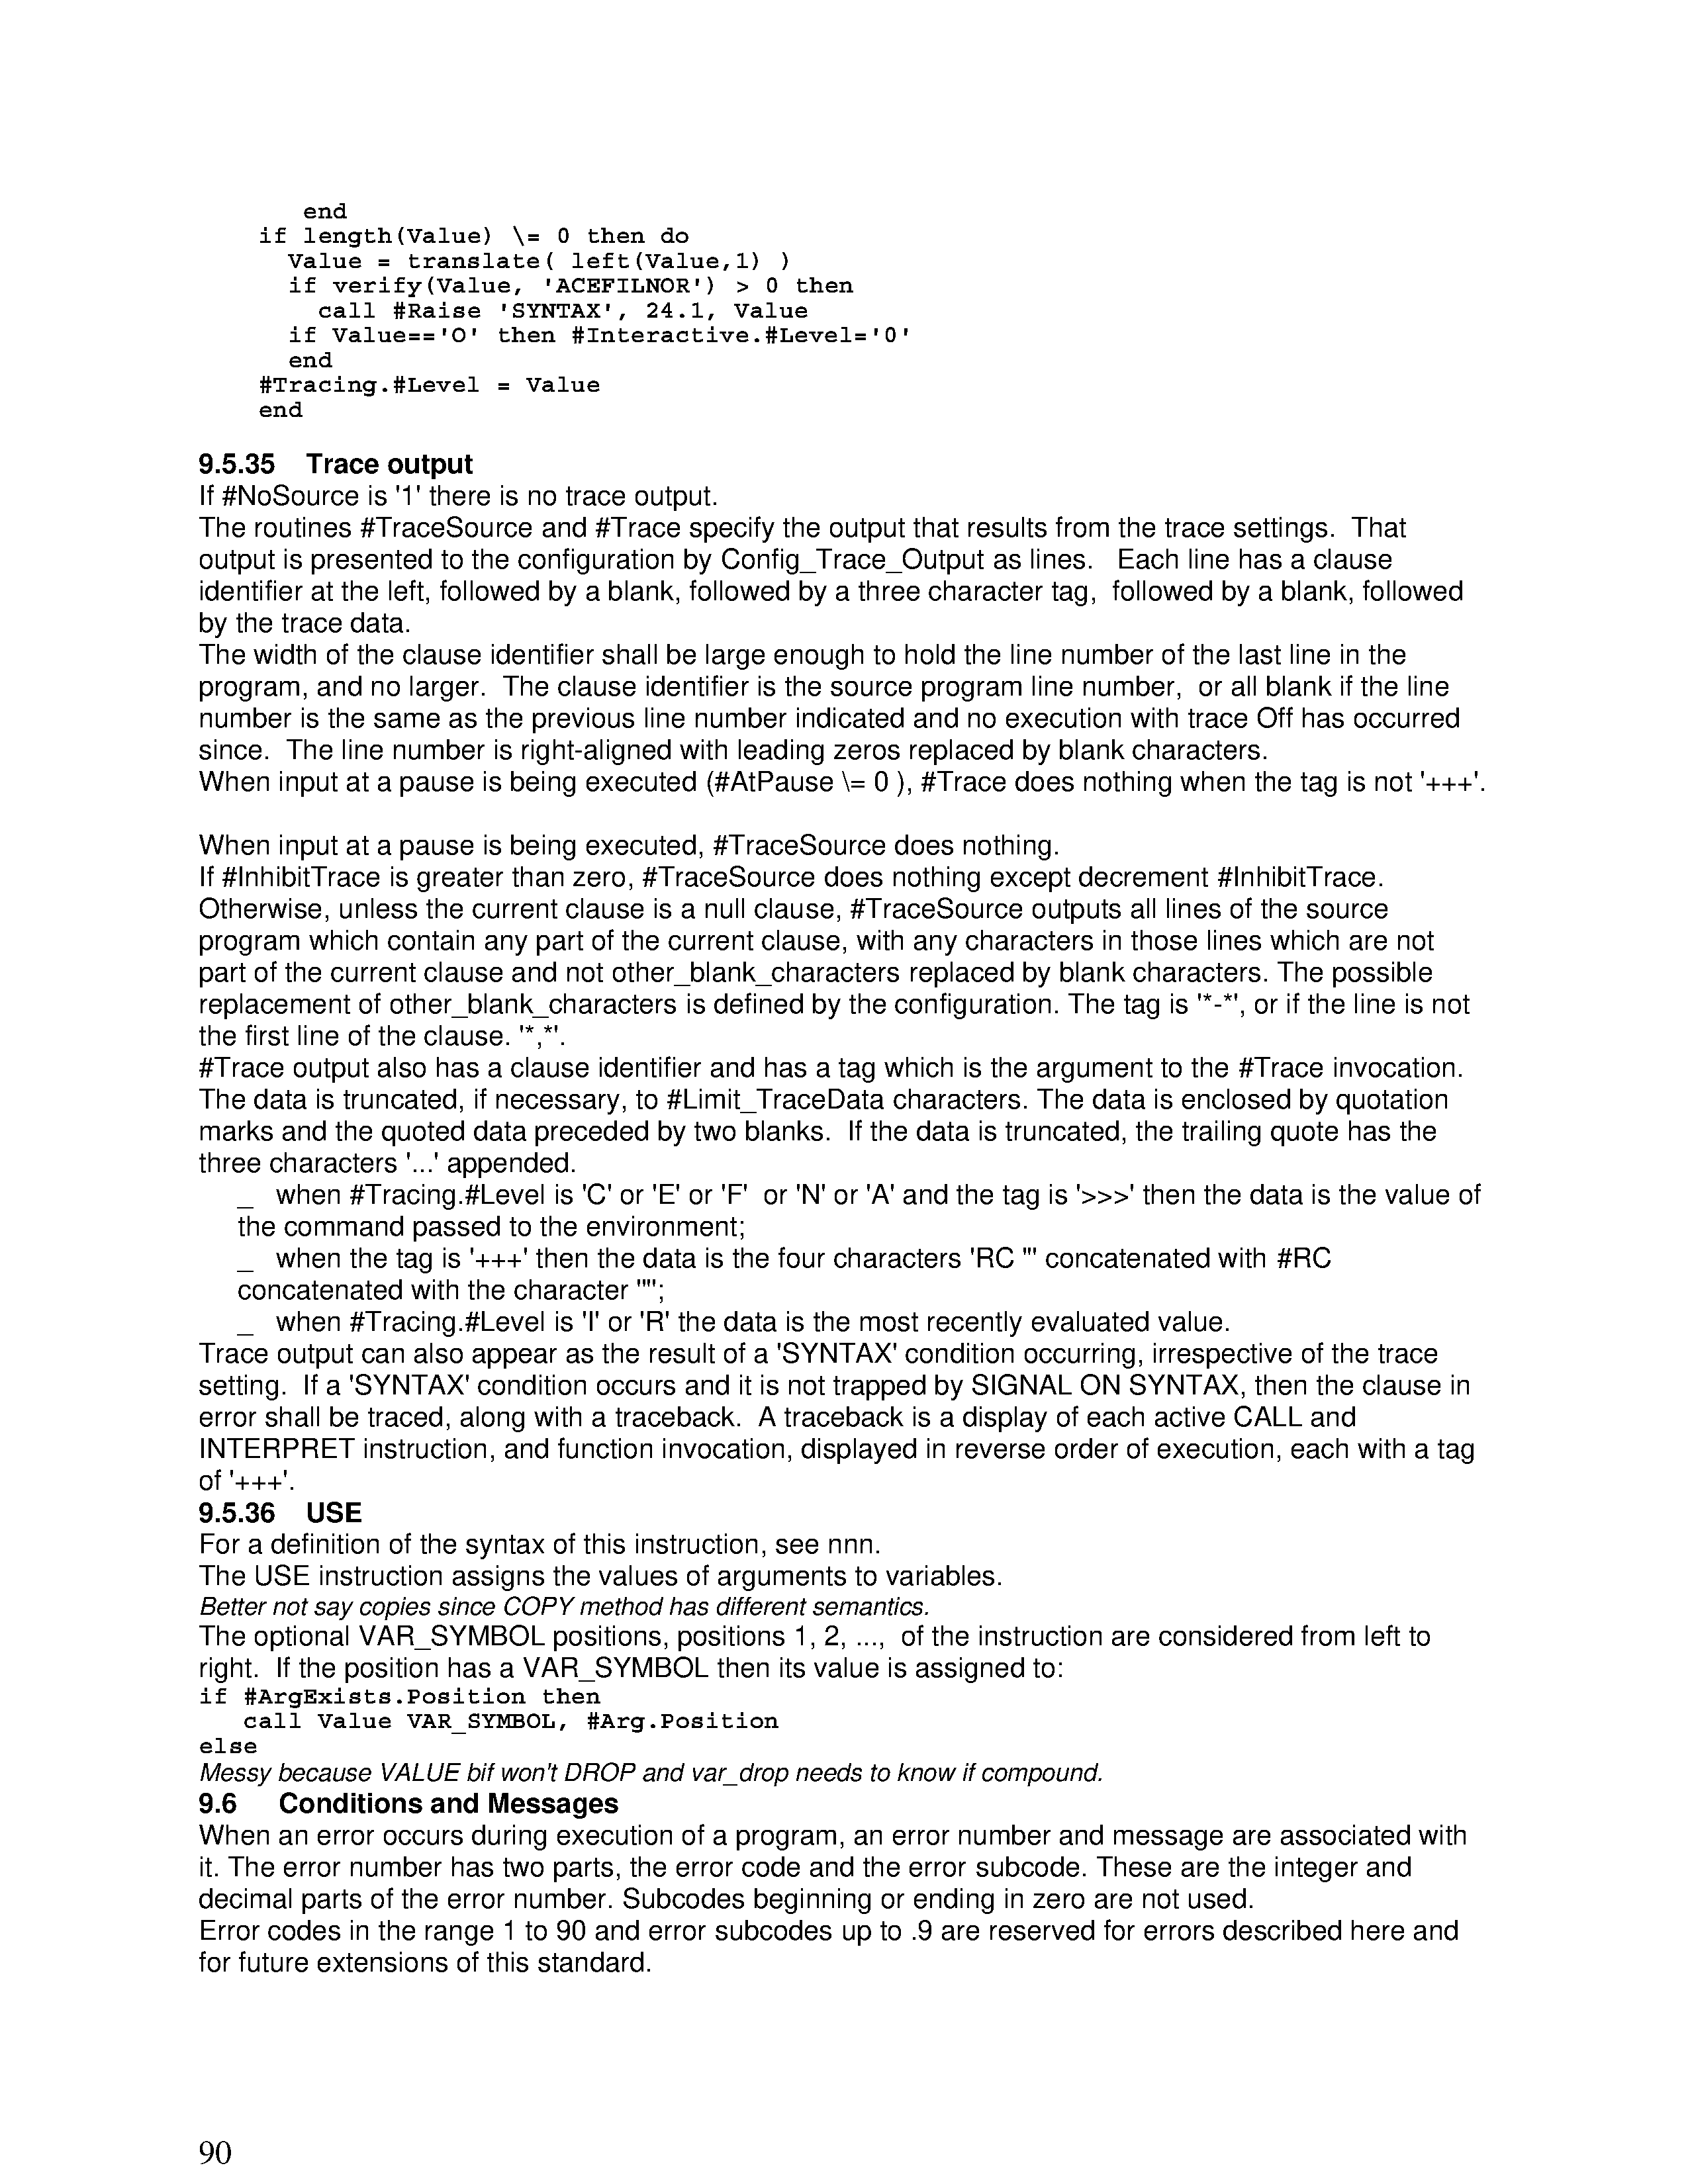 end
if length(Value) \= 0 then do
Value = translate( left(Value,1) )
if verify(Value, 'ACEFILNOR') > 0 then
call #Raise 'SYNTAX', 24.1, Value
if Value=='O' then #Interactive.#Level='0'
end
#Tracing.#Level = Value
end
9.5.35 Trace output
If #NoSource is '1' there is no trace output.
The routines #TraceSource and #Trace specify the output that results from the trace settings. That
output is presented to the configuration by Config_Trace_Output as lines. Each line has a clause
identifier at the left, followed by a blank, followed by a three character tag, followed by a blank, followed
by the trace data.
The width of the clause identifier shall be large enough to hold the line number of the last line in the
program, and no larger. The clause identifier is the source program line number, or all blank if the line
number is the same as the previous line number indicated and no execution with trace Off has occurred
since. The line number is right-aligned with leading zeros replaced by blank characters.
When input at a pause is being executed (#AtPause \= 0 ), #Trace does nothing when the tag is not '+++'.
When input at a pause is being executed, #TraceSource does nothing.
If #InhibitTrace is greater than zero, #TraceSource does nothing except decrement #InhibitTrace.
Otherwise, unless the current clause is a null clause, #TraceSource outputs all lines of the source
program which contain any part of the current clause, with any characters in those lines which are not
part of the current clause and not other_blank_characters replaced by blank characters. The possible
replacement of other_blank_characters is defined by the configuration. The tag is '*-*', or if the line is not
the first line of the clause. '*,*'.
#Trace output also has a clause identifier and has a tag which is the argument to the #Trace invocation.
The data is truncated, if necessary, to #Limit_TraceData characters. The data is enclosed by quotation
marks and the quoted data preceded by two blanks. If the data is truncated, the trailing quote has the
three characters '...' appended.
_ when #Tracing.#Level is 'C' or 'E' or 'F' or 'N' or 'A' and the tag is '>>>' then the data is the value of
the command passed to the environment;
_ when the tag is '+++' then the data is the four characters 'RC "' concatenated with #RC
concatenated with the character '"';
_ when #Tracing.#Level is 'I' or 'R' the data is the most recently evaluated value.
Trace output can also appear as the result of a 'SYNTAX' condition occurring, irrespective of the trace
setting. If a 'SYNTAX' condition occurs and it is not trapped by SIGNAL ON SYNTAX, then the clause in
error shall be traced, along with a traceback. A traceback is a display of each active CALL and
INTERPRET instruction, and function invocation, displayed in reverse order of execution, each with a tag
of '+++'.
9.5.36 USE
For a definition of the syntax of this instruction, see nnn.
The USE instruction assigns the values of arguments to variables.
Better not say copies since COPY method has different semantics.
The optional VAR_SYMBOL positions, positions 1, 2, ..., of the instruction are considered from left to
right. If the position has a VAR_SYMBOL then its value is assigned to:
if #ArgExists.Position then
call Value VAR_SYMBOL, #Arg.Position
else
Messy because VALUE bif won't DROP and var_drop needs to know if compound.
9.6 Conditions and Messages
When an error occurs during execution of a program, an error number and message are associated with
it. The error number has two parts, the error code and the error subcode. These are the integer and
decimal parts of the error number. Subcodes beginning or ending in zero are not used.
Error codes in the range 1 to 90 and error subcodes up to .9 are reserved for errors described here and
for future extensions of this standard.
90